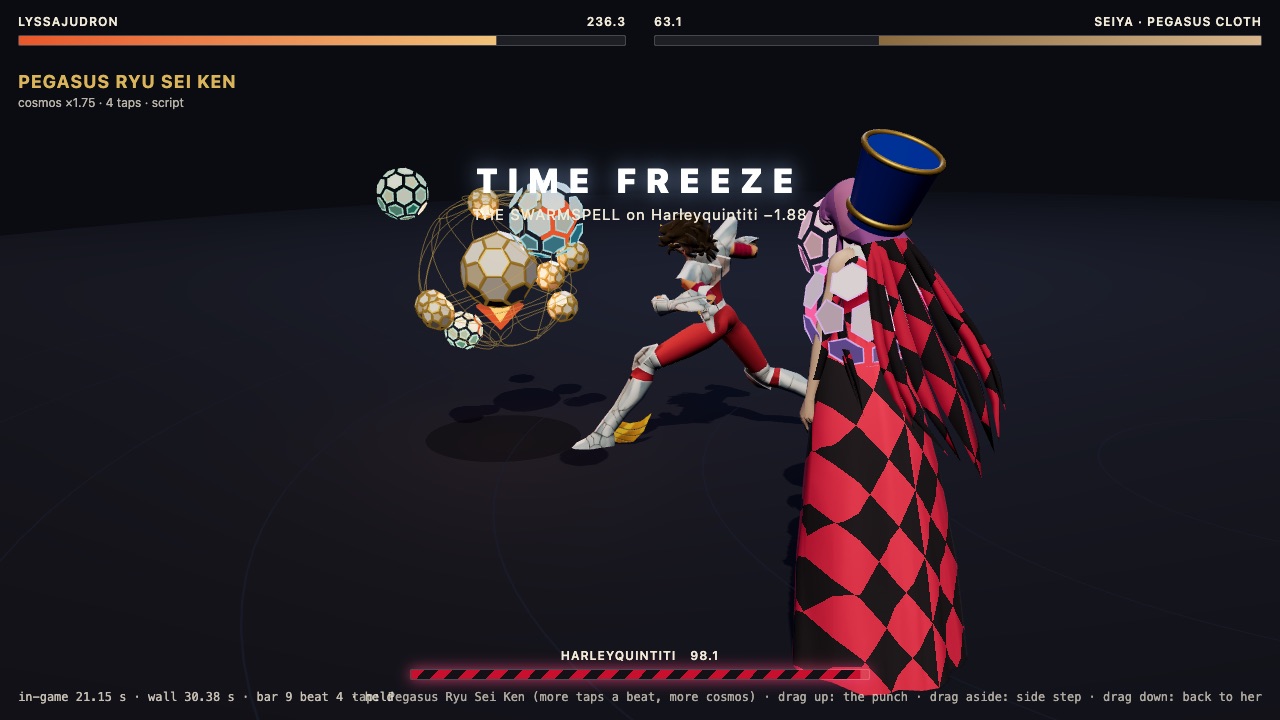 LYSSAJUDRON 236.3
63.1 SEIYA · PEGASUS CLOTH
PEGASUS RYU SEI KEN
cosmos ×1.75 · 4 taps · script
TIME FREEZE
THE SWARMSPELL on Harleyquintiti −1.88
HARLEYQUINTITI 98.1
in-game 21.15 s · wall 30.38 s · bar 9 beat 4 · held
tap: Pegasus Ryu Sei Ken (more taps a beat, more cosmos) · drag up: the punch · drag aside: side step · drag down: back to her